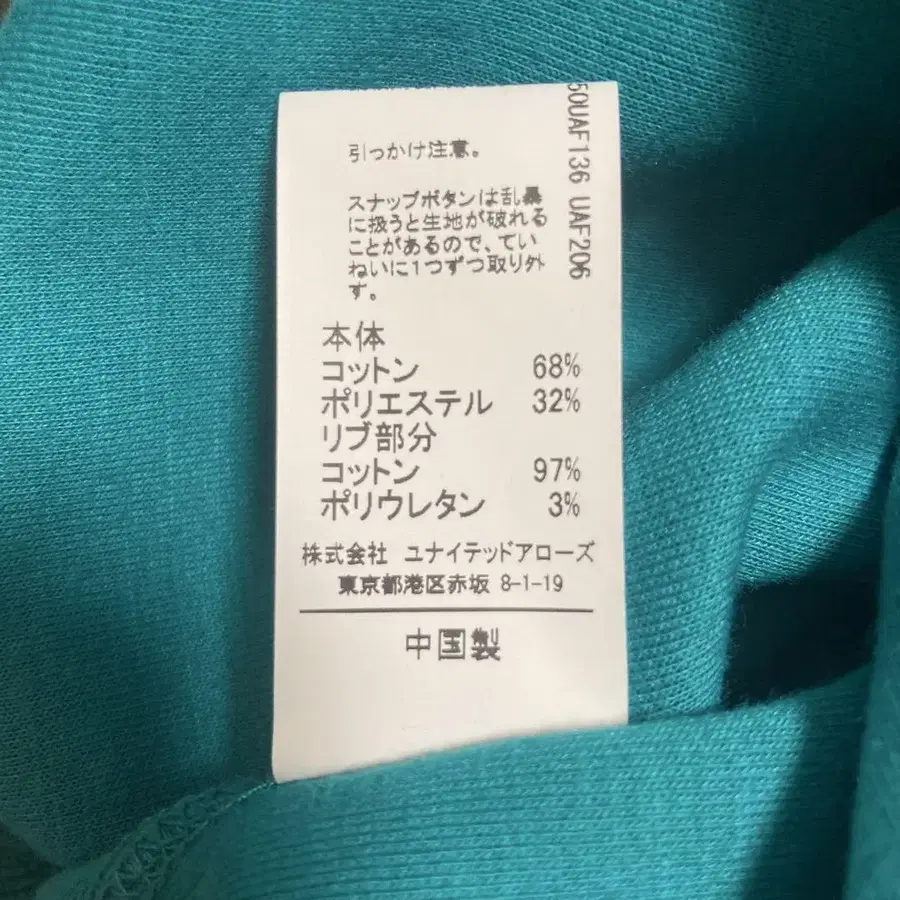 引っかけ注意。
スナップボタンは乱暴
に扱うと生地が破れる
ことがあるので、てい
ねいに1つずつ取り外
す。
本体
コットン 68%
ポリエステル 32%
リブ部分
コットン 97%
ポリウレタン 3%
株式会社 ユナイテッドアローズ
東京都港区赤坂 8-1-19
中国製
50UAF136 UAF206